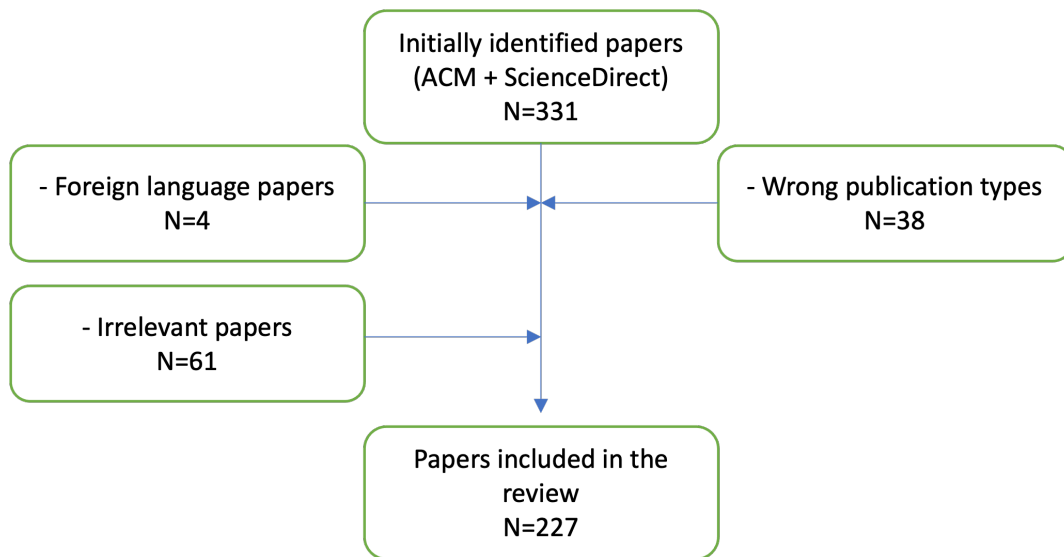 Initially identified papers
(ACM + ScienceDirect)
N=331
- Foreign language papers
N=4
- Wrong publication types
N=38
- Irrelevant papers
N=61
Papers included in the
review
N=227